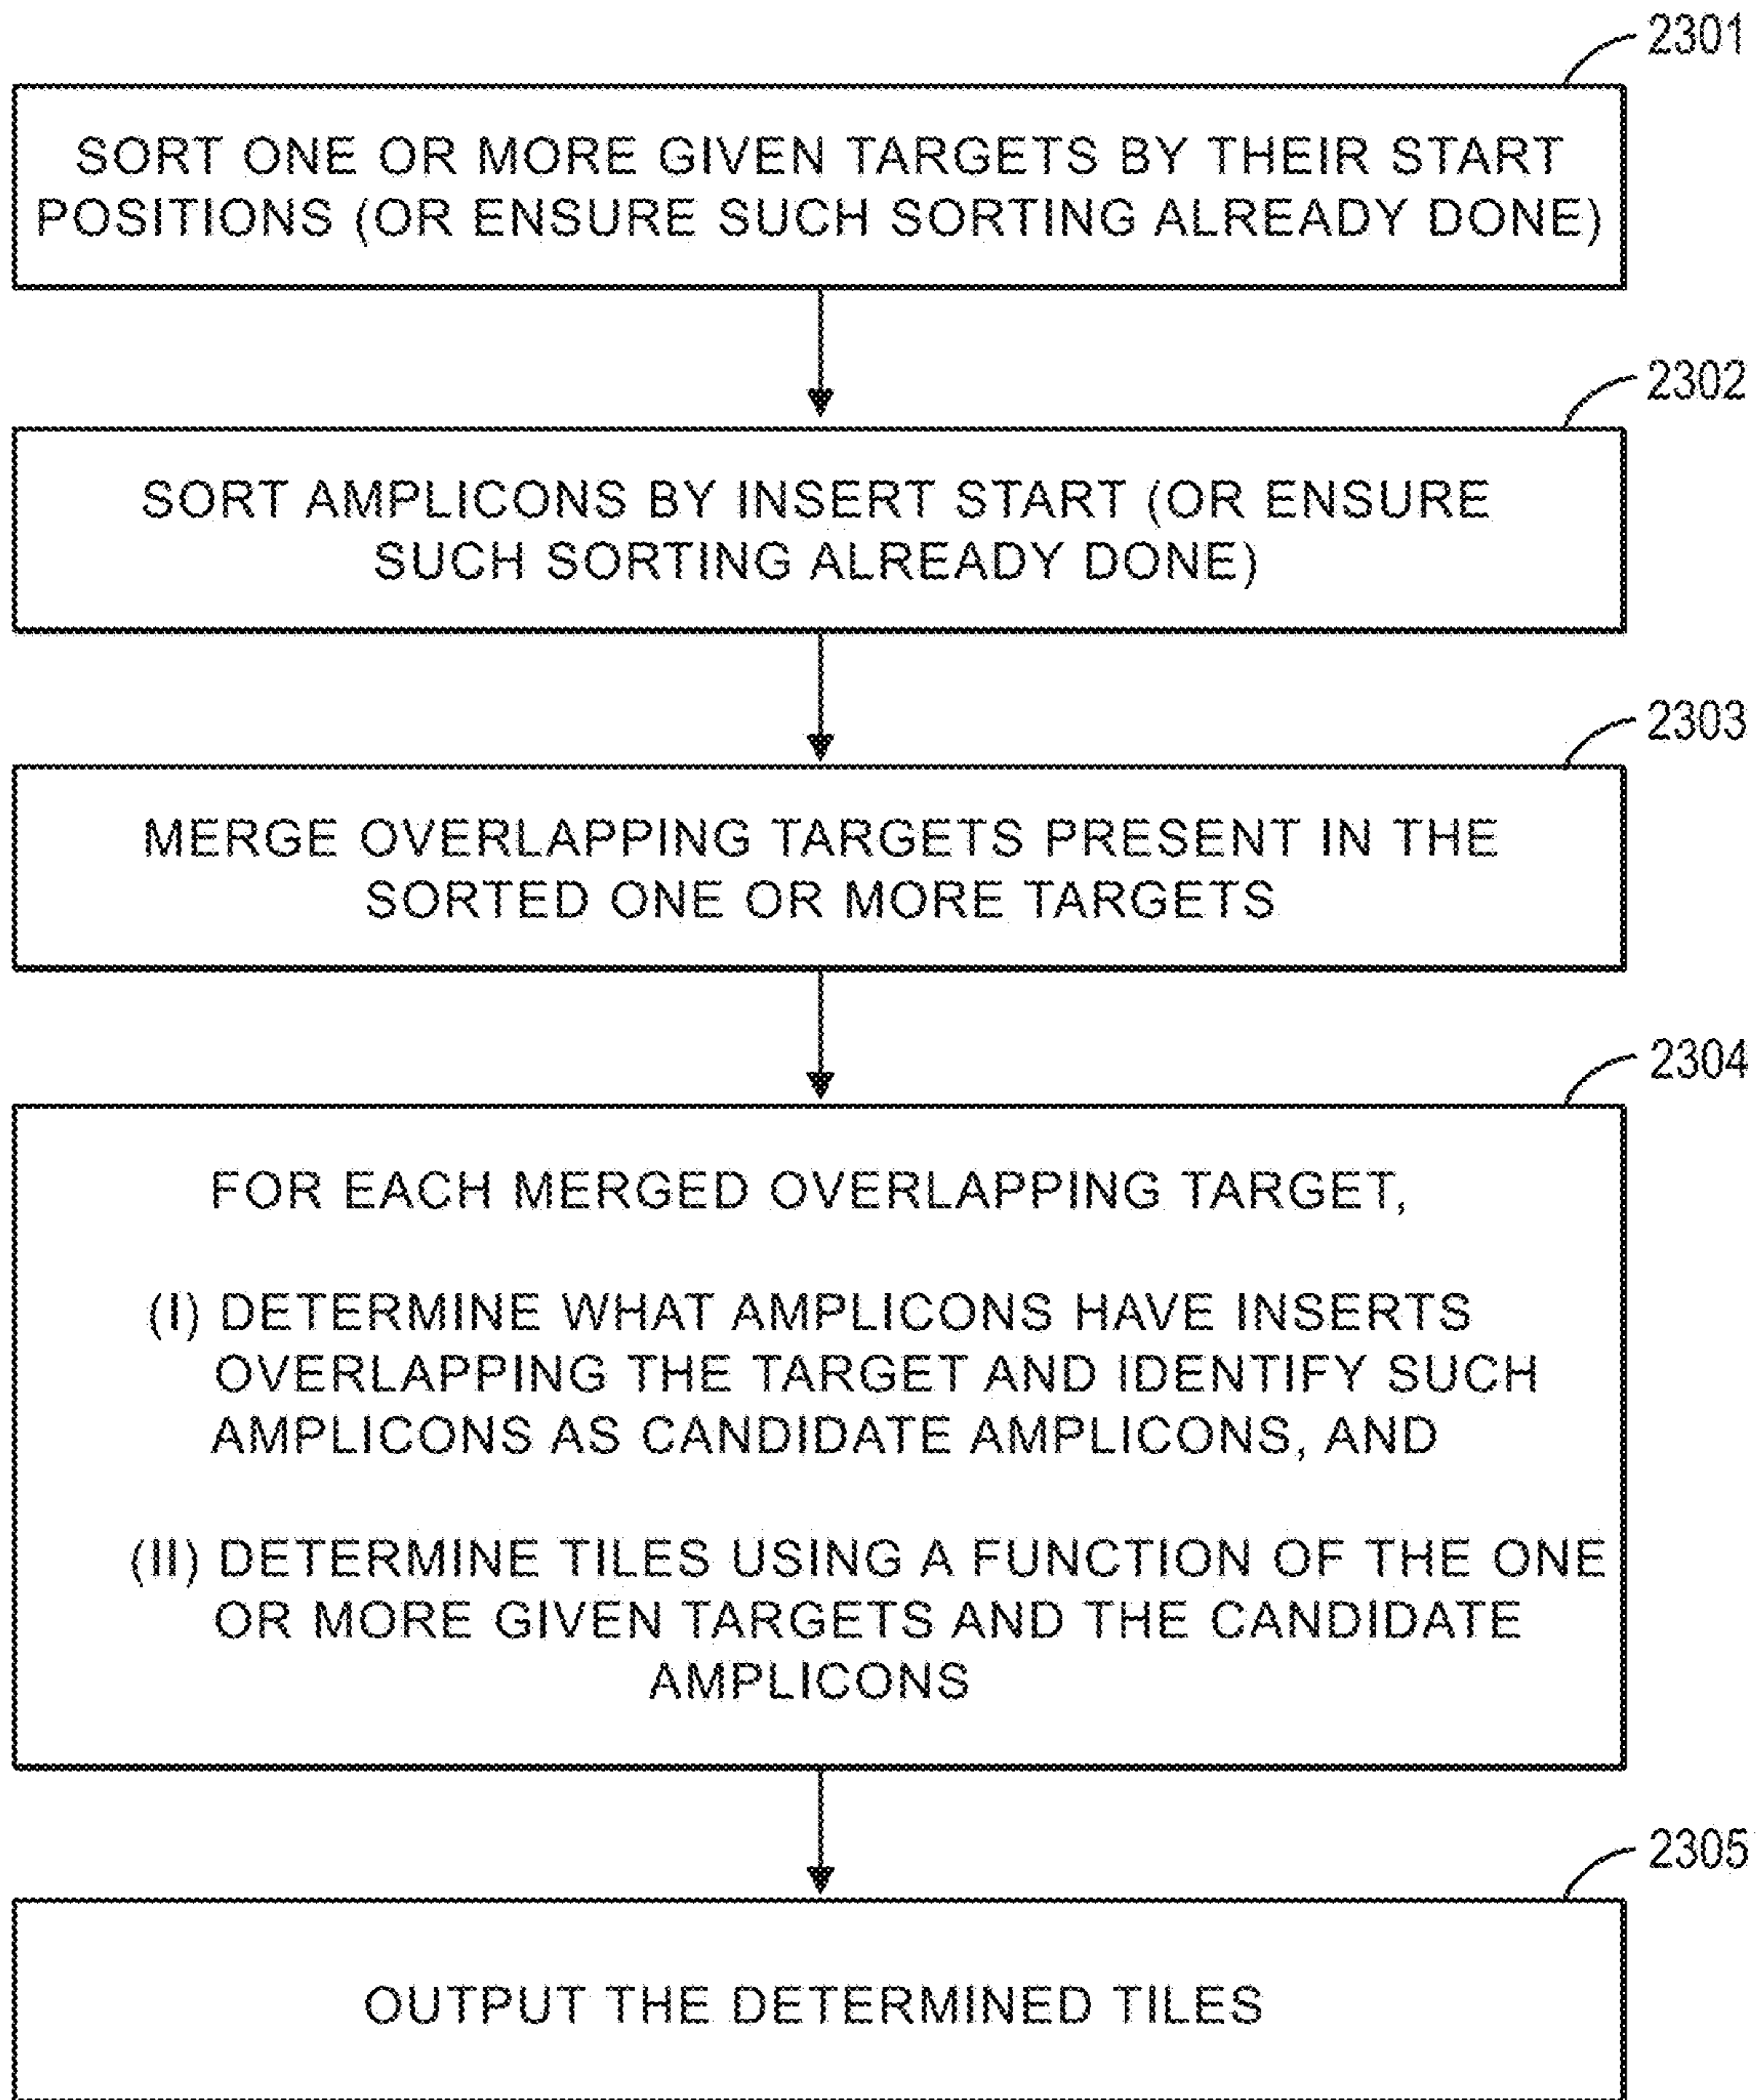 2301
SORT ONE OR MORE GIVEN TARGETS BY THEIR START
POSITIONS (OR ENSURE SUCH SORTING ALREADY DONE)
2302
SORT AMPLICONS BY INSERT START (OR ENSURE
SUCH SORTING ALREADY DONE)
2303
MERGE OVERLAPPING TARGETS PRESENT IN THE
SORTED ONE OR MORE TARGETS
2304
FOR EACH MERGED OVERLAPPING TARGET,
(I) DETERMINE WHAT AMPLICONS HAVE INSERTS
OVERLAPPING THE TARGET AND IDENTIFY SUCH
AMPLICONS AS CANDIDATE AMPLICONS, AND
(II) DETERMINE TILES USING A FUNCTION OF THE ONE
OR MORE GIVEN TARGETS AND THE CANDIDATE
AMPLICONS
2305
OUTPUT THE DETERMINED TILES